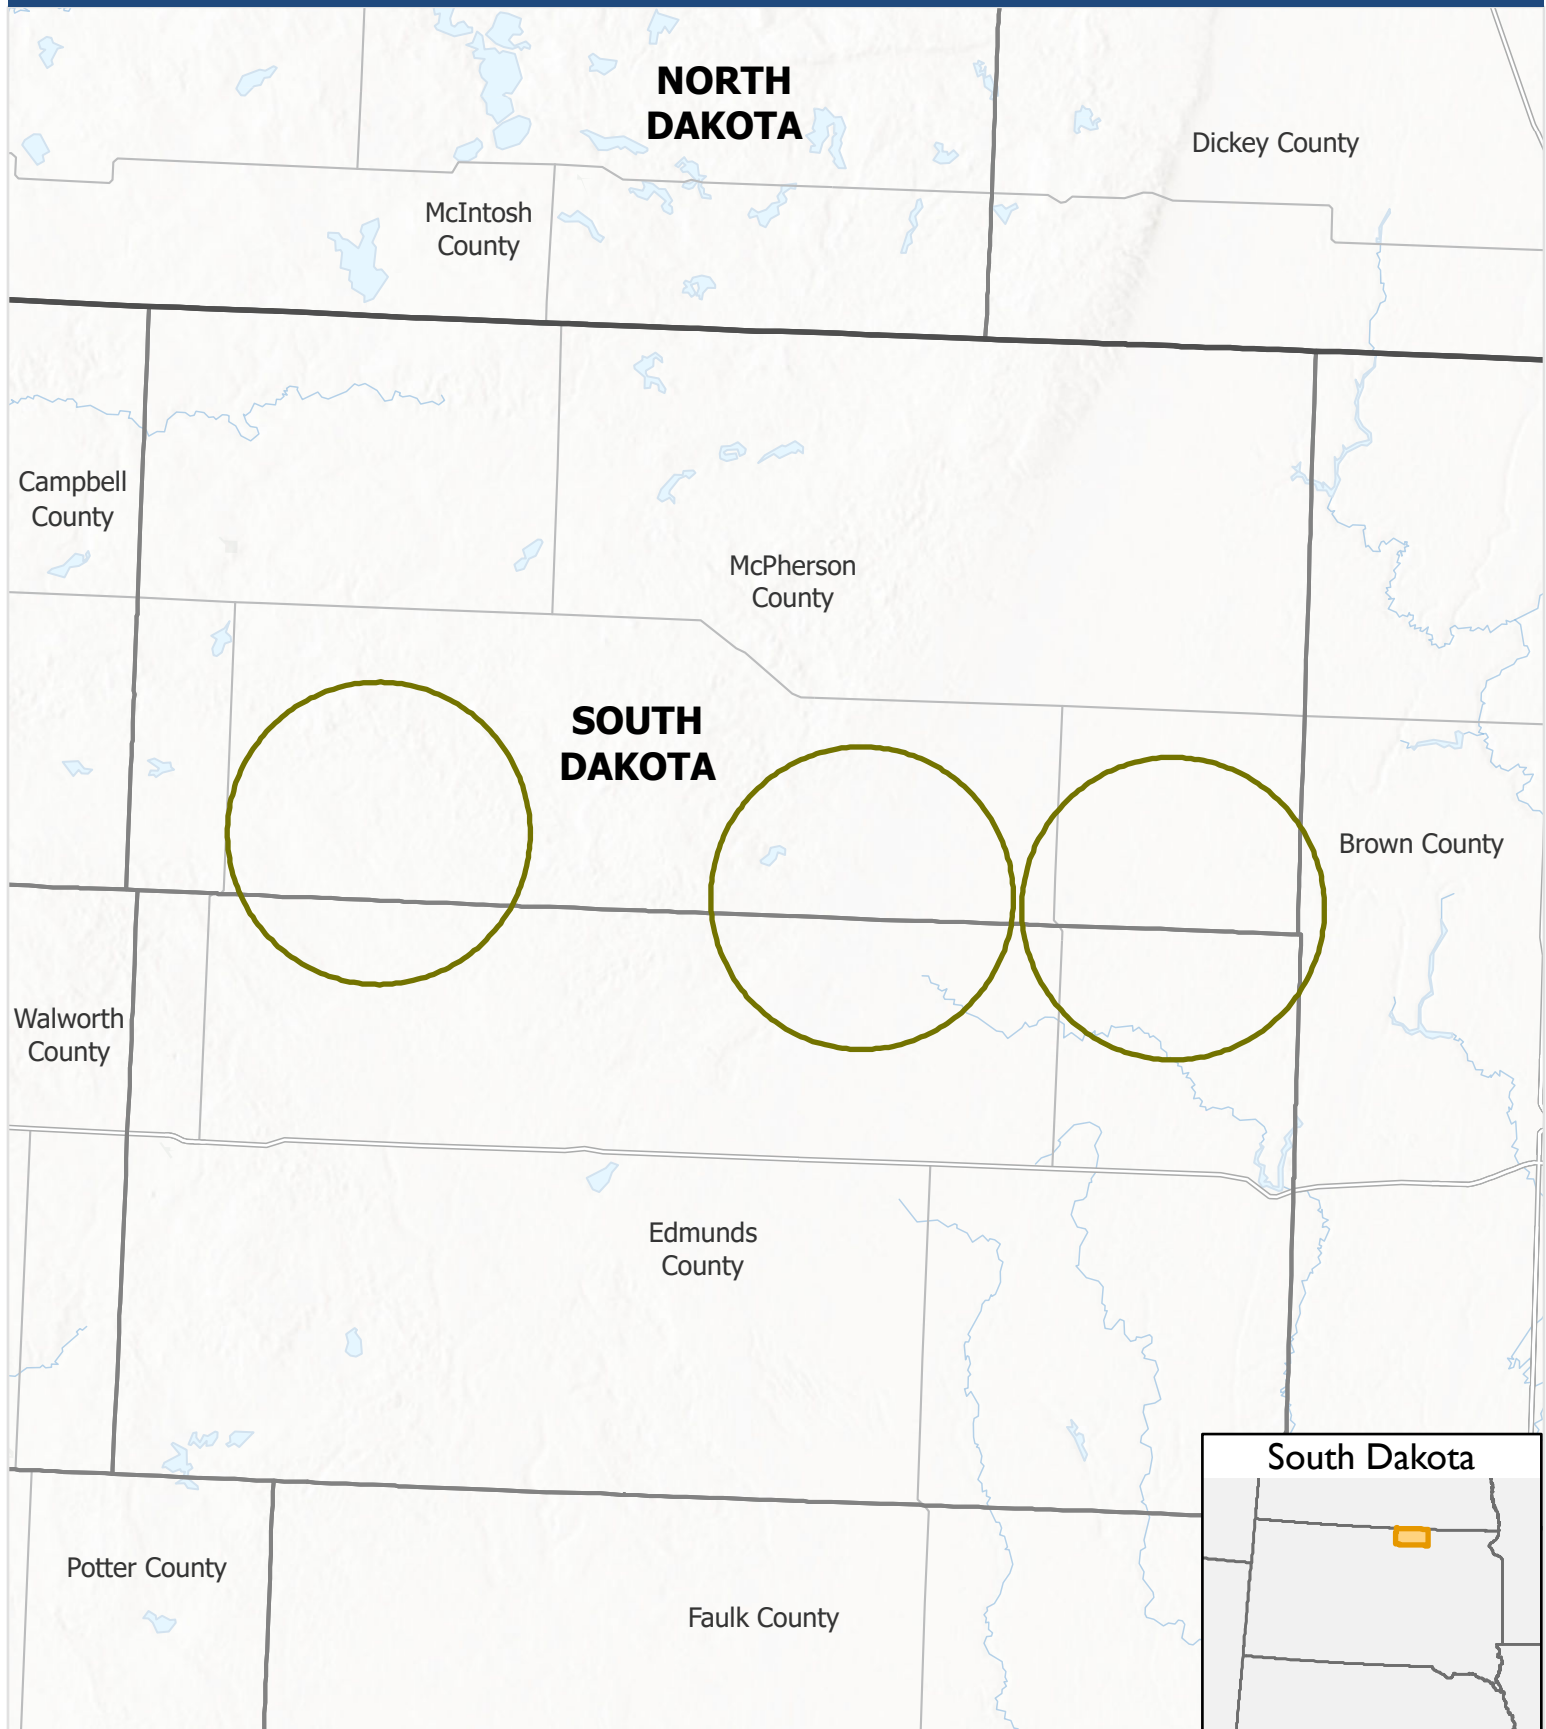 NORTH
DAKOTA
Dickey County
McIntosh
County
Campbell
County
McPherson
County
SOUTH
DAKOTA
Brown County
Walworth
County
Edmunds
County
South Dakota
Potter County
Faulk County